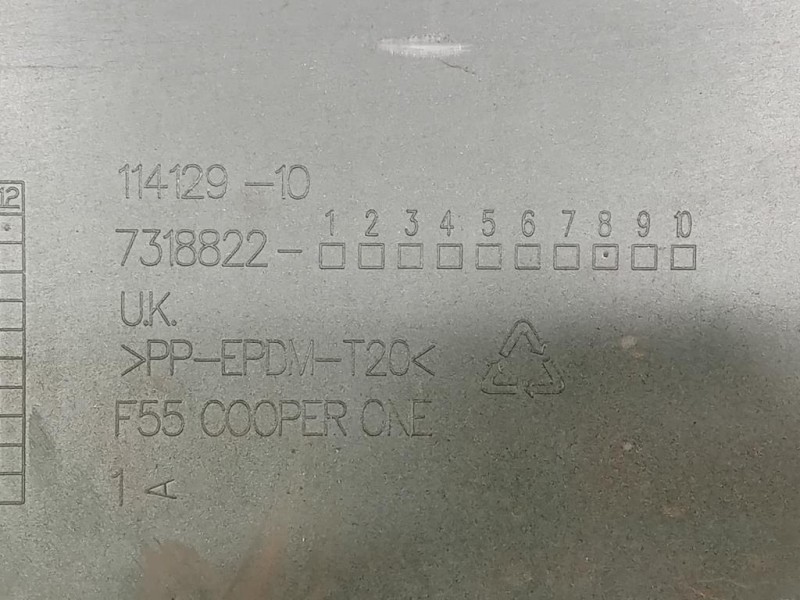 12
114129 -10
1 2 3 4 5 6 7 8 9 10
7318822-
U.K.
>PP-EPDM-T20<
F55 COOPER ONE
1 A